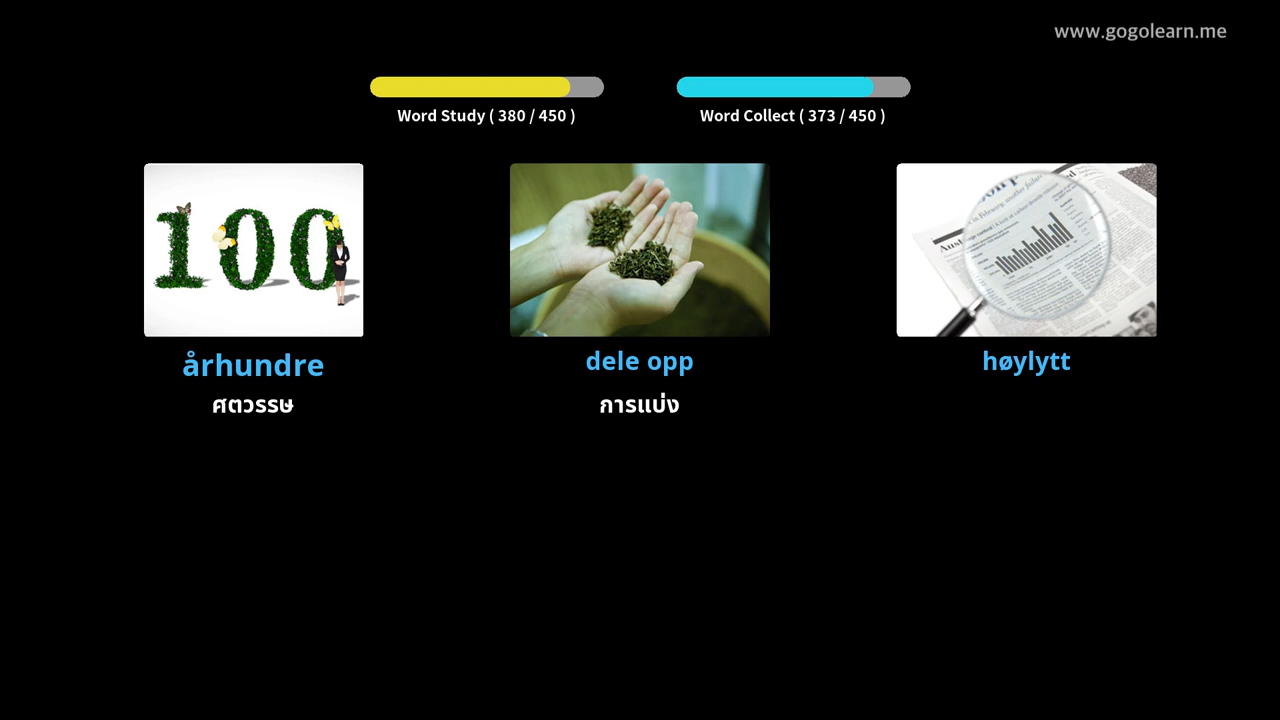 www.gogolearn.me
Word Study ( 380 / 450 )
Word Collect ( 373 / 450 )
100
århundre
dele opp
høylytt
ศตวรรษ
การแบ่ง